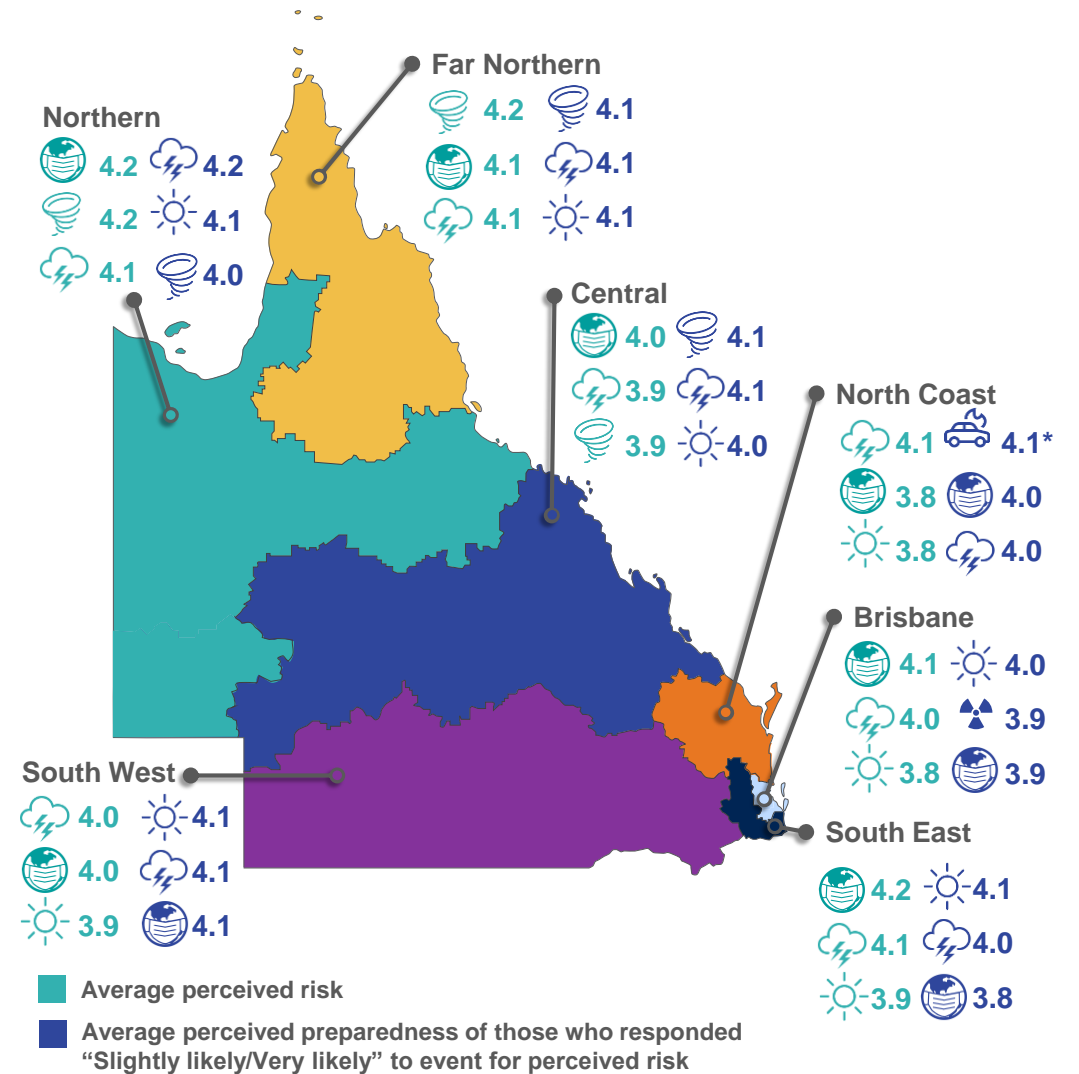 Far Northern
4.2 4.1
4.1 4.1
4.1 4.1
Northern
4.2 4.2
4.2 4.1
4.1 4.0
Central
4.0 4.1
3.9 4.1
3.9 4.0
North Coast
4.1 4.1*
3.8 4.0
3.8 4.0
Brisbane
4.1 4.0
4.0 3.9
3.8 3.9
South West
4.0 4.1
4.0 4.1
3.9 4.1
South East
4.2 4.1
4.1 4.0
3.9 3.8
Average perceived risk
Average perceived preparedness of those who responded
“Slightly likely/Very likely” to event for perceived risk